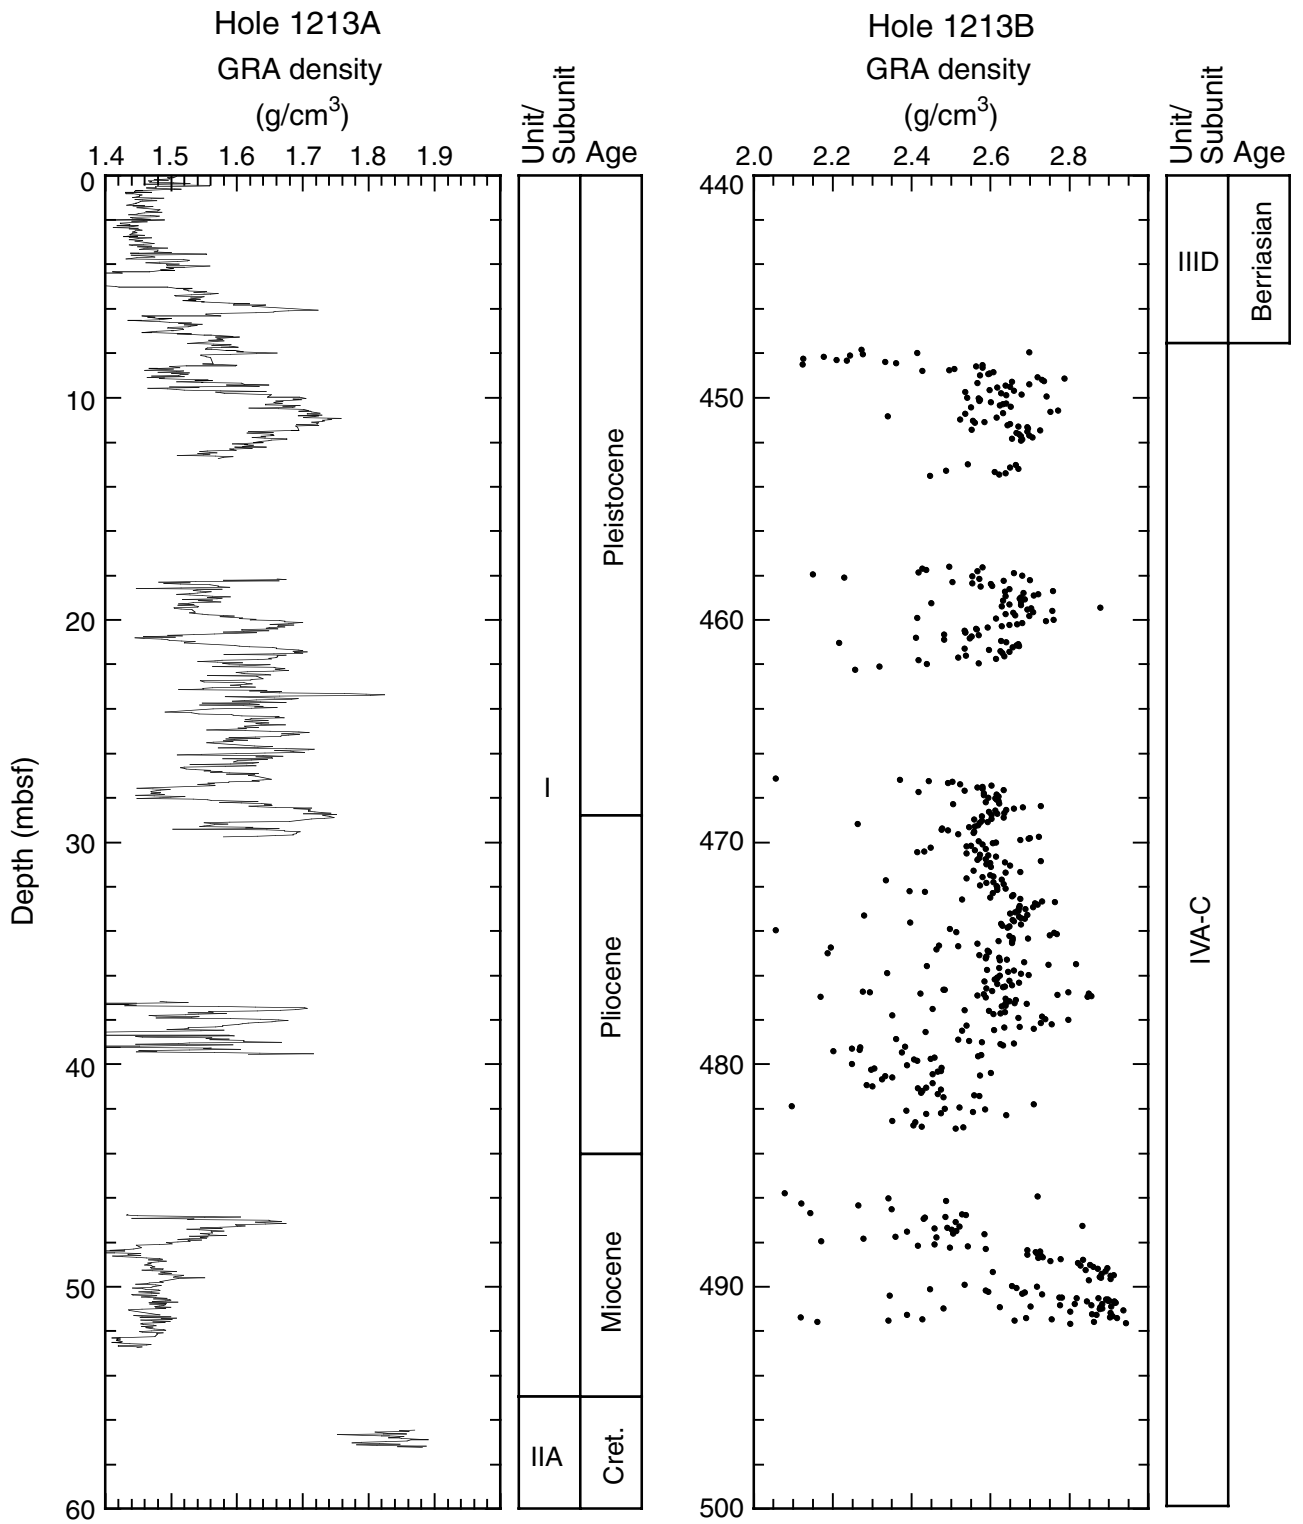 Hole 1213A
GRA density
(g/cm³)
1.4 1.5 1.6 1.7 1.8 1.9
Unit/
Subunit
Age
0
10
20
30
40
50
60
Depth (mbsf)
I
IIA
Pleistocene
Pliocene
Miocene
Cret.
Hole 1213B
GRA density
(g/cm³)
2.0 2.2 2.4 2.6 2.8
Unit/
Subunit
Age
440
450
460
470
480
490
500
IIID
Berriasian
IVA-C